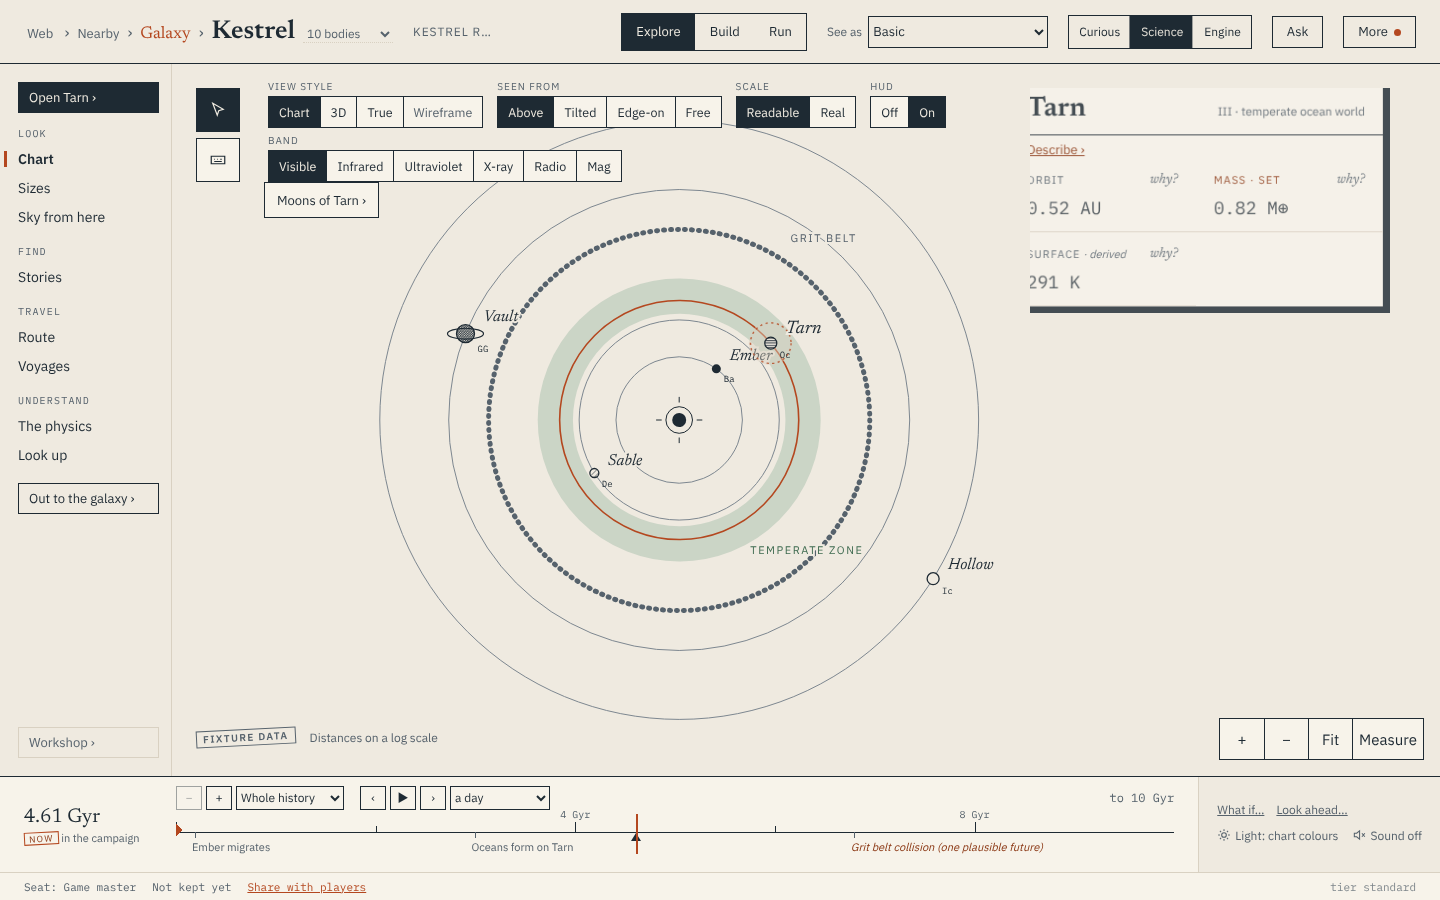 Web › Nearby › Galaxy › Kestrel 10 bodies KESTREL R…
Explore Build Run See as Basic Curious Science Engine Ask More
Open Tarn ›
LOOK
Chart
Sizes
Sky from here
FIND
Stories
TRAVEL
Route
Voyages
UNDERSTAND
The physics
Look up
Out to the galaxy ›
Workshop ›
VIEW STYLE SEEN FROM SCALE HUD
Chart 3D True Wireframe Above Tilted Edge-on Free Readable Real Off On
BAND
Visible Infrared Ultraviolet X-ray Radio Mag
Moons of Tarn ›
GRIT BELT
Vault
GG
Tarn
Oc
Ember
Ba
Sable
De
TEMPERATE ZONE
Hollow
Ic
Tarn III · temperate ocean world
Describe ›
ORBIT why? MASS · SET why?
0.52 AU 0.82 M⊕
SURFACE · derived why?
291 K
FIXTURE DATA Distances on a log scale
+ − Fit Measure
4.61 Gyr
NOW in the campaign
− + Whole history ‹ ▶ › a day to 10 Gyr
4 Gyr 8 Gyr
Ember migrates Oceans form on Tarn Grit belt collision (one plausible future)
What if… Look ahead…
Light: chart colours Sound off
Seat: Game master Not kept yet Share with players tier standard